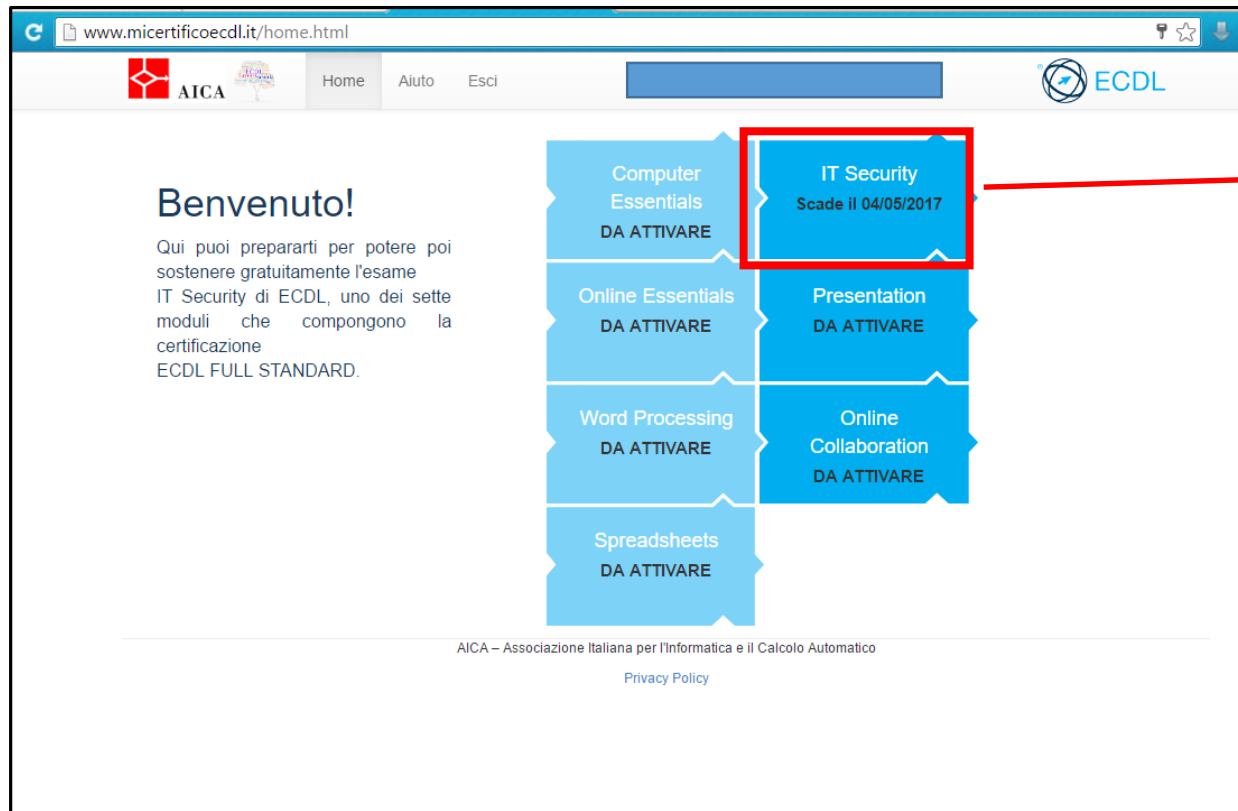 www.micertificoecdl.it/home.html
AICA
Home
Aiuto
Esci
ECDL
Benvenuto!
Qui puoi prepararti per potere poi
sostenere gratuitamente l'esame
IT Security di ECDL, uno dei sette
moduli che compongono la
certificazione
ECDL FULL STANDARD.
Computer
Essentials
DA ATTIVARE
IT Security
Scade il 04/05/2017
Online Essentials
DA ATTIVARE
Presentation
DA ATTIVARE
Word Processing
DA ATTIVARE
Online
Collaboration
DA ATTIVARE
Spreadsheets
DA ATTIVARE
AICA – Associazione Italiana per l'Informatica e il Calcolo Automatico
Privacy Policy